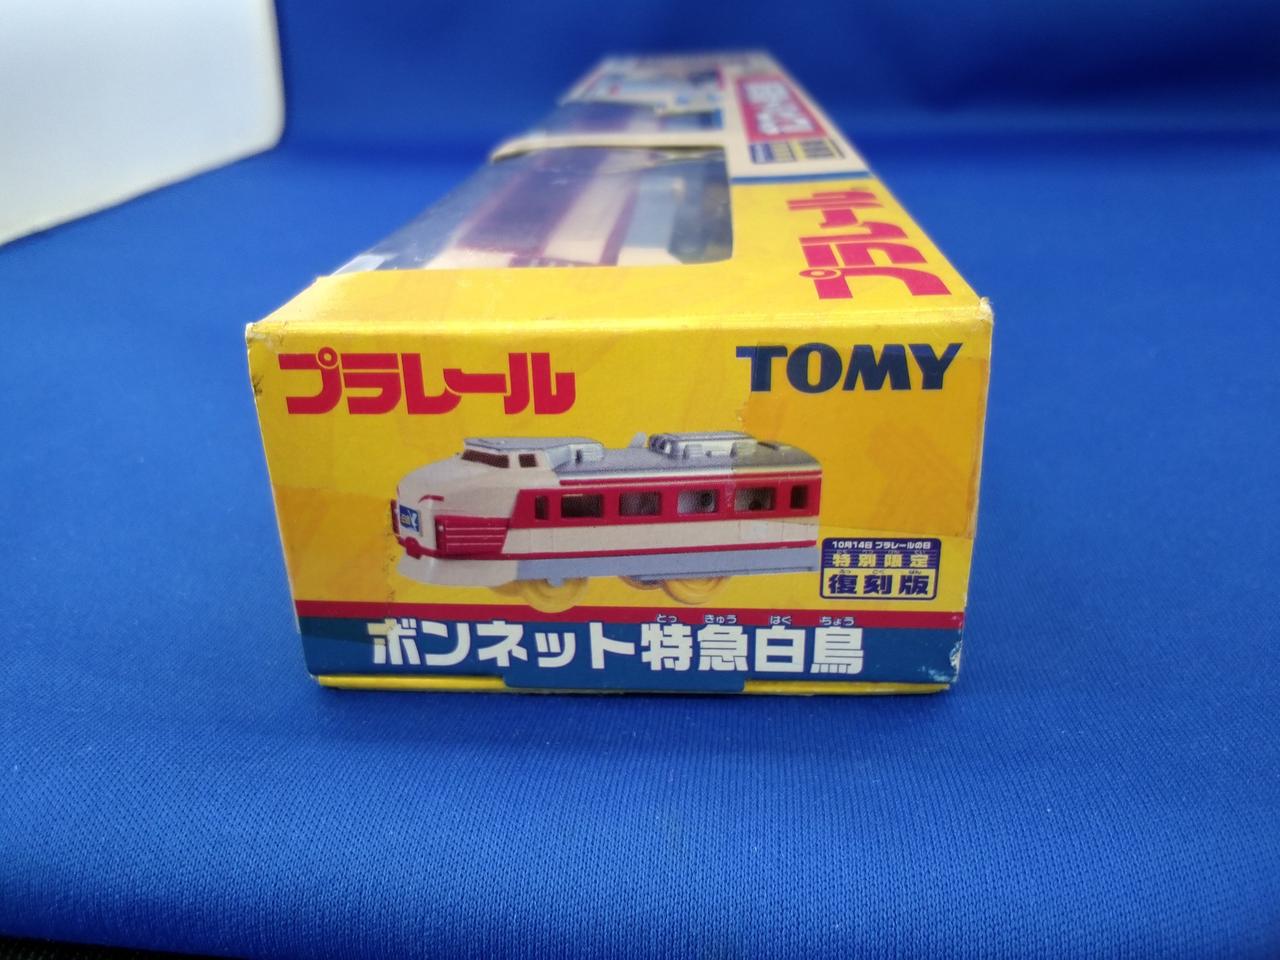 プラレール
プラレール
TOMY
10月14日 プラレールの日
特別限定
復刻版
とっ きゅう はく ちょう
ボンネット特急白鳥